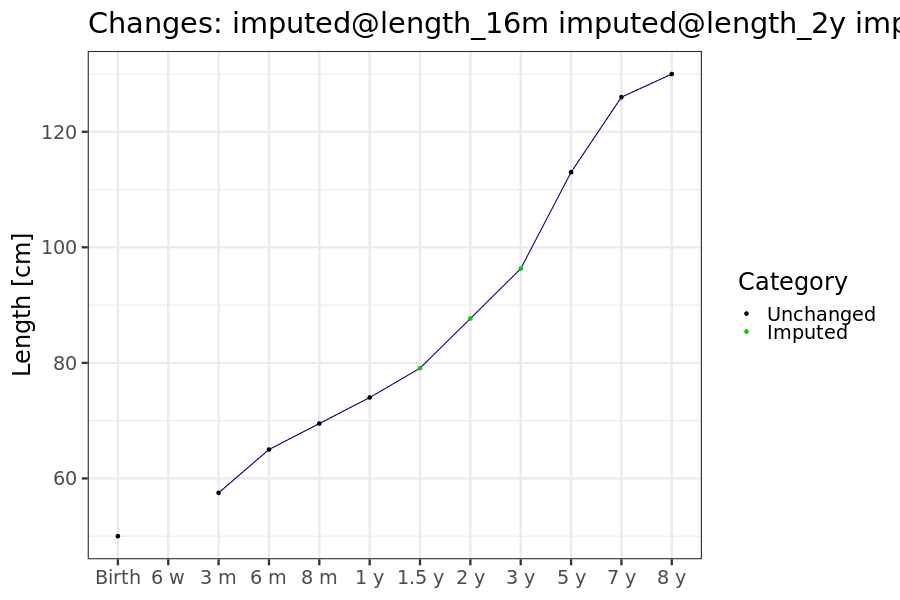 Changes: imputed@length_16m imputed@length_2y imp
Length [cm]
120
100
80
60
Birth 6 w 3 m 6 m 8 m 1 y 1.5 y 2 y 3 y 5 y 7 y 8 y
Category
Unchanged
Imputed